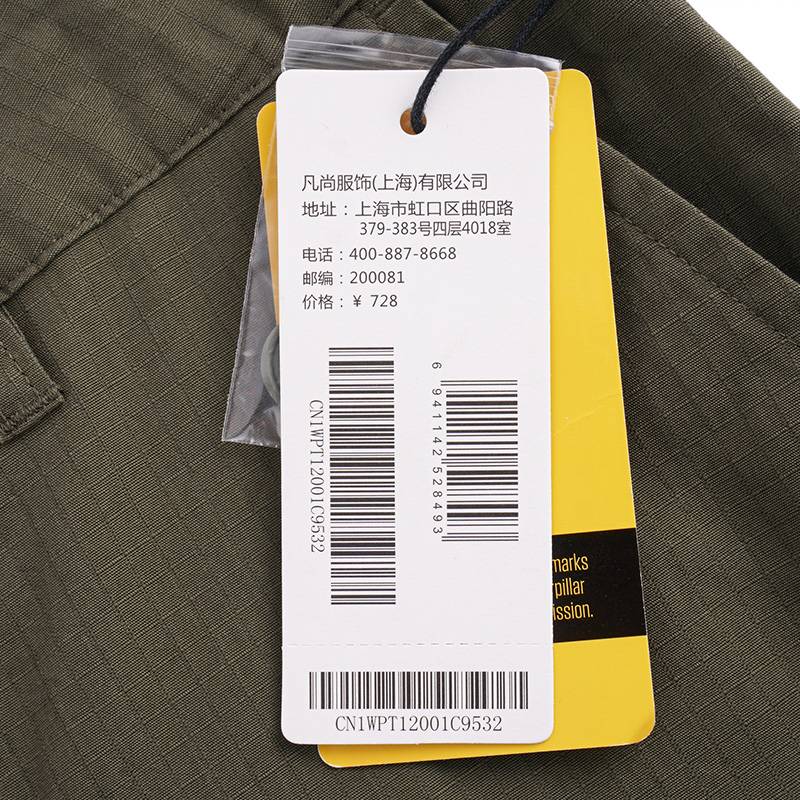 凡尚服饰(上海)有限公司
地址：上海市虹口区曲阳路
379-383号四层4018室
电话：400-887-8668
邮编：200081
价格：￥ 728
CN1WPT12001C9532
6 941142 528493
marks
rpillar
ission.
CN1WPT12001C9532